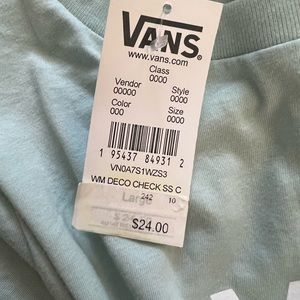 VANS
www.vans.com
Class
0000
Vendor Style
00000 0000
Color Size
000 0000
1 95437 84931 2
VN0A7S1WZS3
WM DECO CHECK SS C
242 10
Large
$24.00